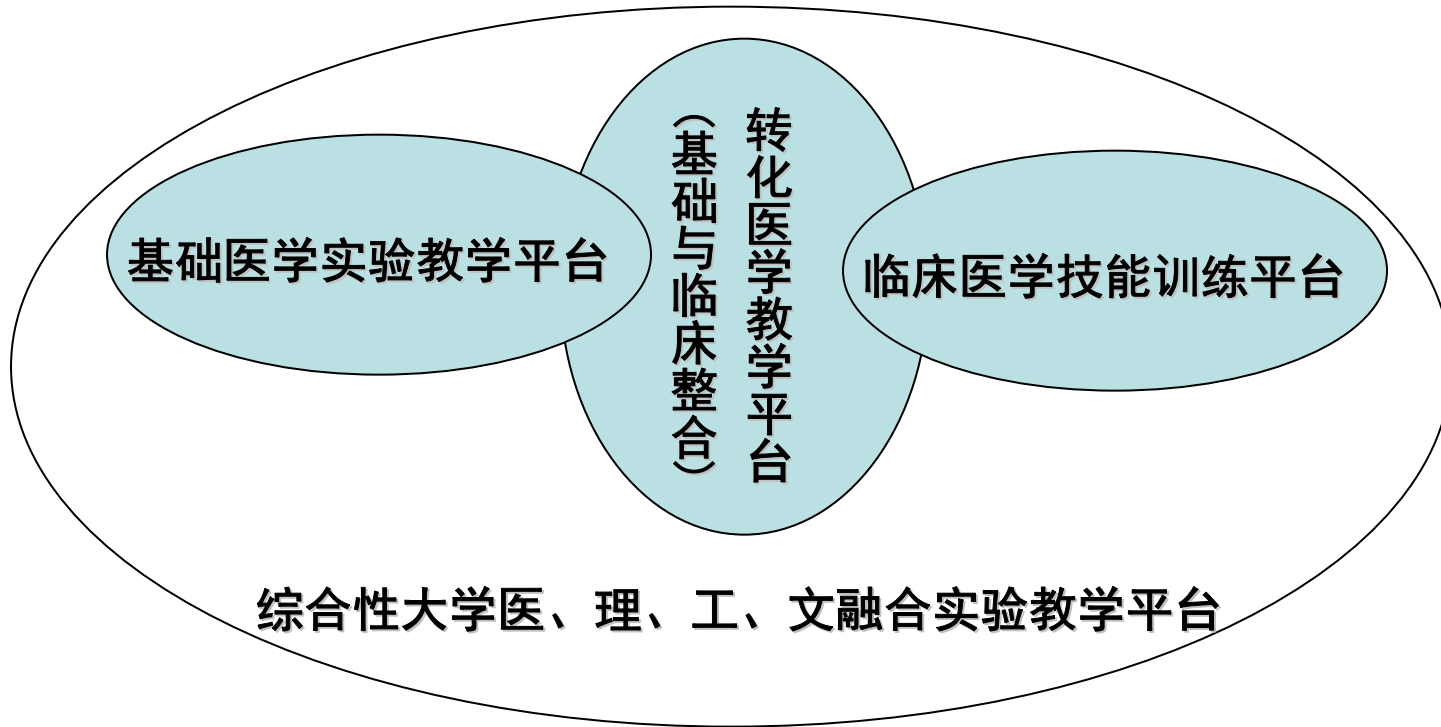 基础医学实验教学平台
转化医学教学平台
（基础与临床整合）
临床医学技能训练平台
综合性大学医、理、工、文融合实验教学平台